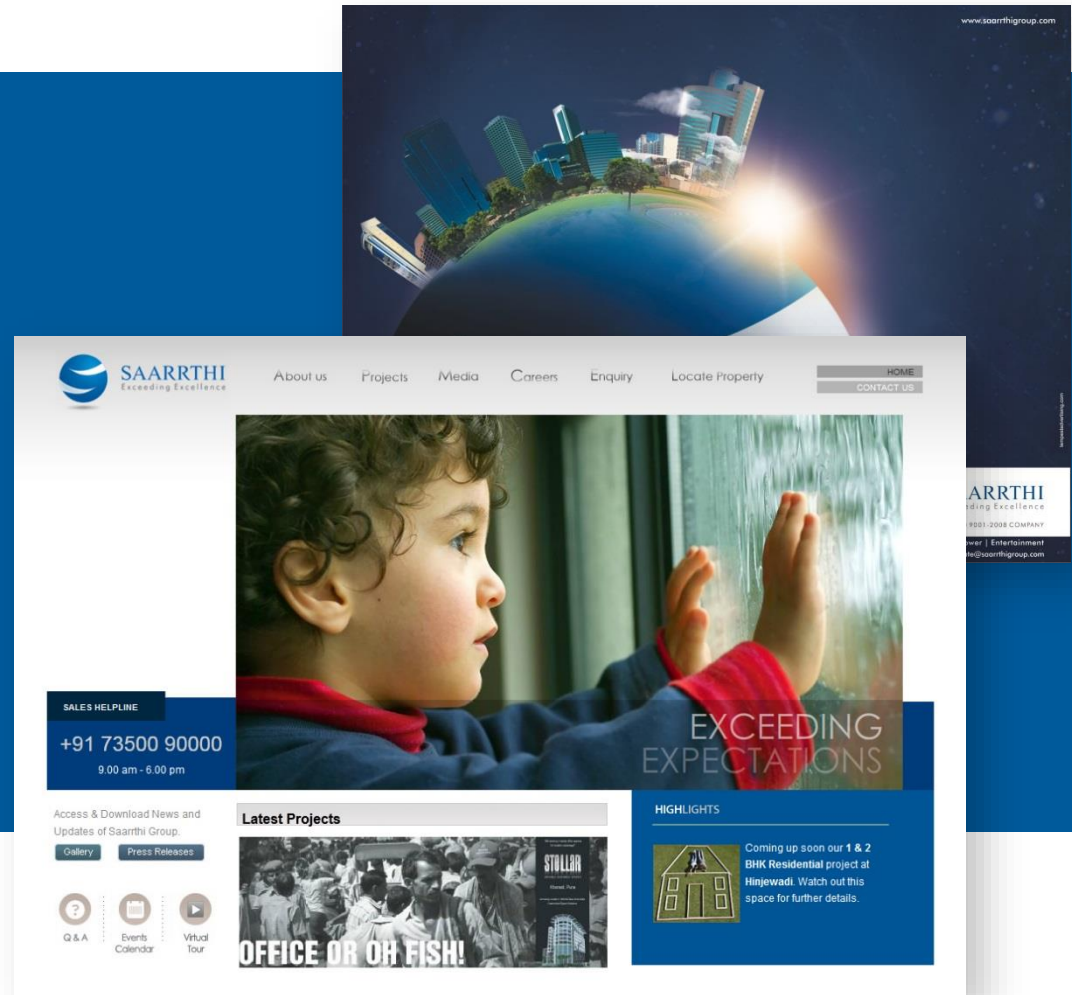 www.saarrthigroup.com
SAARRTHI
Exceeding Excellence
About us
Projects
Media
Careers
Enquiry
Locate Property
HOME
CONTACT US
ARRTHI
Excellence
9001-2008 COMPANY
Entertainment
@saarrthigroup.com
EXCEEDING
EXPECTATIONS
SALES HELPLINE
+91 73500 90000
9.00 am - 6.00 pm
Access & Download News and
Updates of Saarrthi Group.
Gallery
Press Releases
Q & A
Events
Calendar
Virtual
Tour
Latest Projects
STELLAR
OFFICE OR OH FISH!
HIGHLIGHTS
Coming up soon our 1 & 2
BHK Residential project at
Hinjewadi. Watch out this
space for further details.